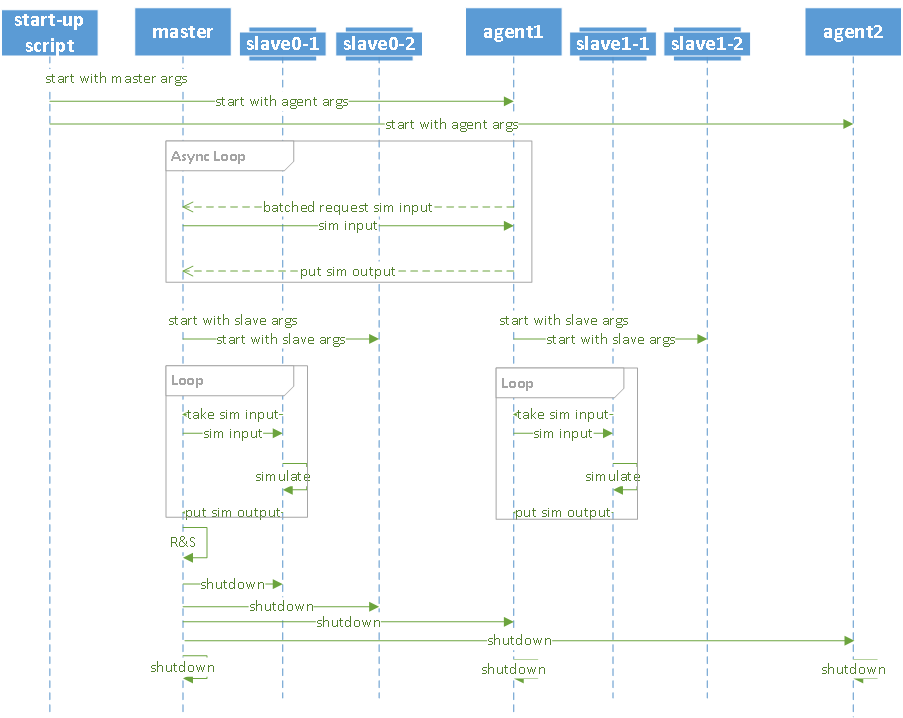 start-up
script
master
slave0-1
slave0-2
agent1
slave1-1
slave1-2
agent2
start with master args
start with agent args
start with agent args
Async Loop
batched request sim input
sim input
put sim output
start with slave args
start with slave args
start with slave args
start with slave args
Loop
Loop
take sim input
take sim input
sim input
sim input
simulate
simulate
put sim output
put sim output
R&S
shutdown
shutdown
shutdown
shutdown
shutdown
shutdown
shutdown